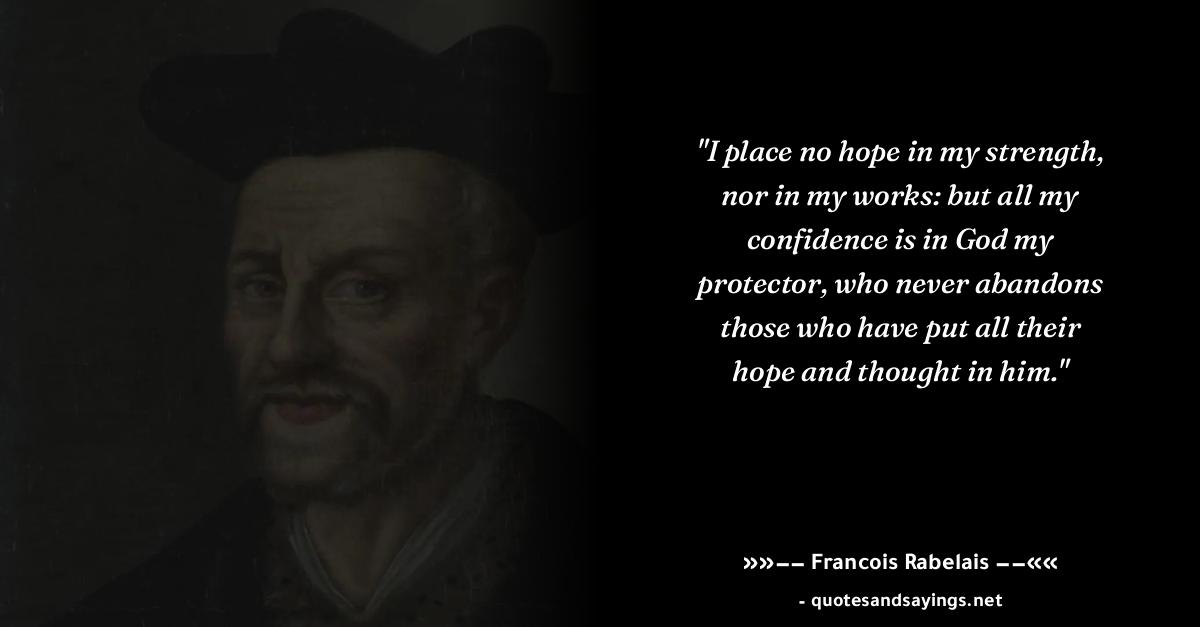 "I place no hope in my strength,
nor in my works: but all my
confidence is in God my
protector, who never abandons
those who have put all their
hope and thought in him."
»»–– Francois Rabelais ––««
- quotesandsayings.net